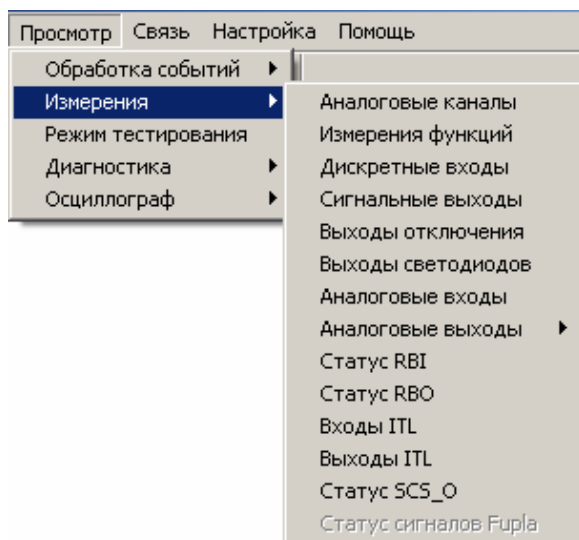 Просмотр Связь Настройка Помощь
Обработка событий
Измерения
Режим тестирования
Диагностика
Осциллограф
Аналоговые каналы
Измерения функций
Дискретные входы
Сигнальные выходы
Выходы отключения
Выходы светодиодов
Аналоговые входы
Аналоговые выходы
Статус RBI
Статус RBO
Входы ITL
Выходы ITL
Статус SCS_O
Статус сигналов Fupla